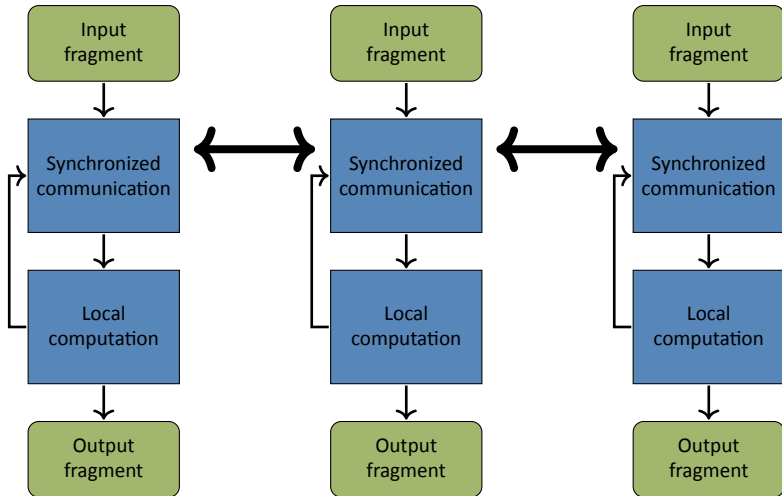 Input
fragment
Input
fragment
Input
fragment
Synchronized
communication
Synchronized
communication
Synchronized
communication
Local
computation
Local
computation
Local
computation
Output
fragment
Output
fragment
Output
fragment